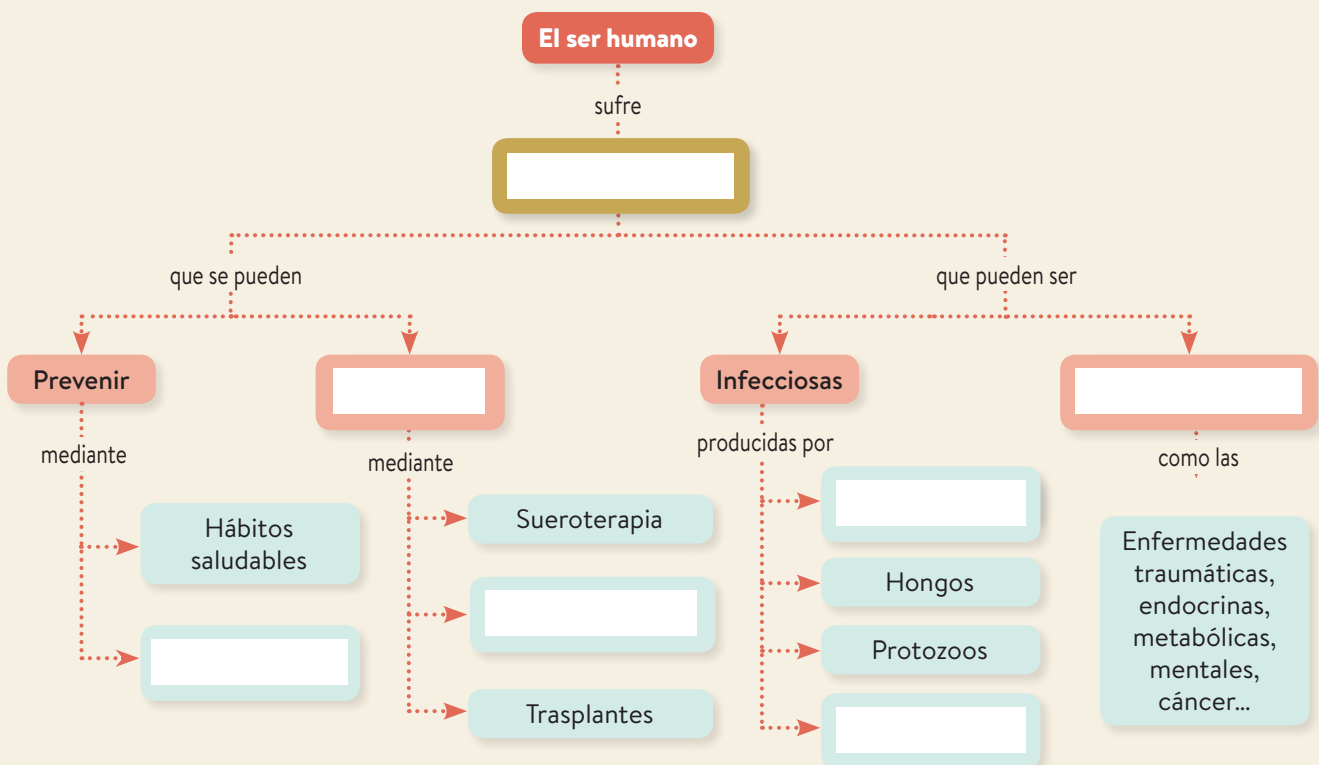 El ser humano
sufre
que se pueden
que pueden ser
Prevenir
Infecciosas
mediante
mediante
producidas por
como las
Hábitos
saludables
Sueroterapia
Trasplantes
Hongos
Protozoos
Enfermedades
traumáticas,
endocrinas,
metabólicas,
mentales,
cáncer...